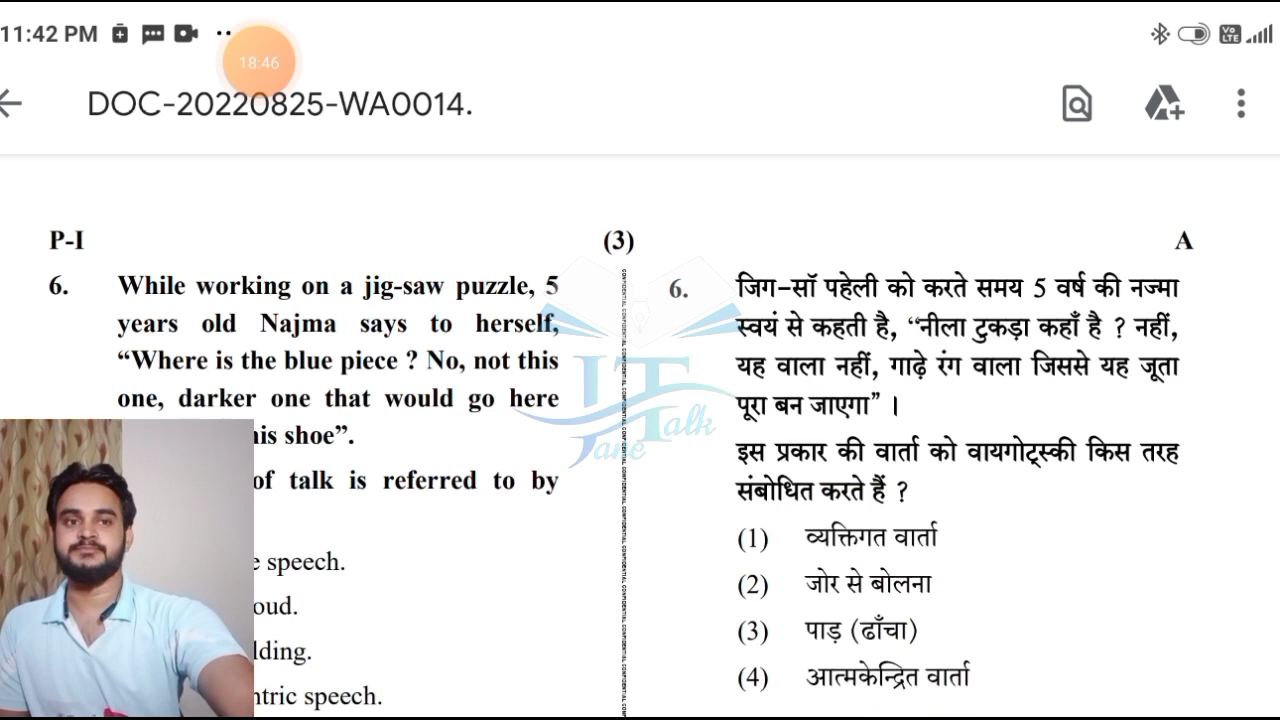 11:42 PM
18:46
DOC-20220825-WA0014.
P-I
(3)
A
6. While working on a jig-saw puzzle, 5
years old Najma says to herself,
“Where is the blue piece ? No, not this
one, darker one that would go here
shoe”.
of talk is referred to by
speech.
6. जिग-सॉ पहेली को करते समय 5 वर्ष की नज्मा
स्वयं से कहती है, “नीला टुकड़ा कहाँ है ? नहीं,
यह वाला नहीं, गाढ़े रंग वाला जिससे यह जूता
पूरा बन जाएगा” ।
इस प्रकार की वार्ता को वायगोट्स्की किस तरह
संबोधित करते हैं ?
(1) व्यक्तिगत वार्ता
(2) जोर से बोलना
(3) पाड़ (ढाँचा)
(4) आत्मकेन्द्रित वार्ता
speech.
Talk